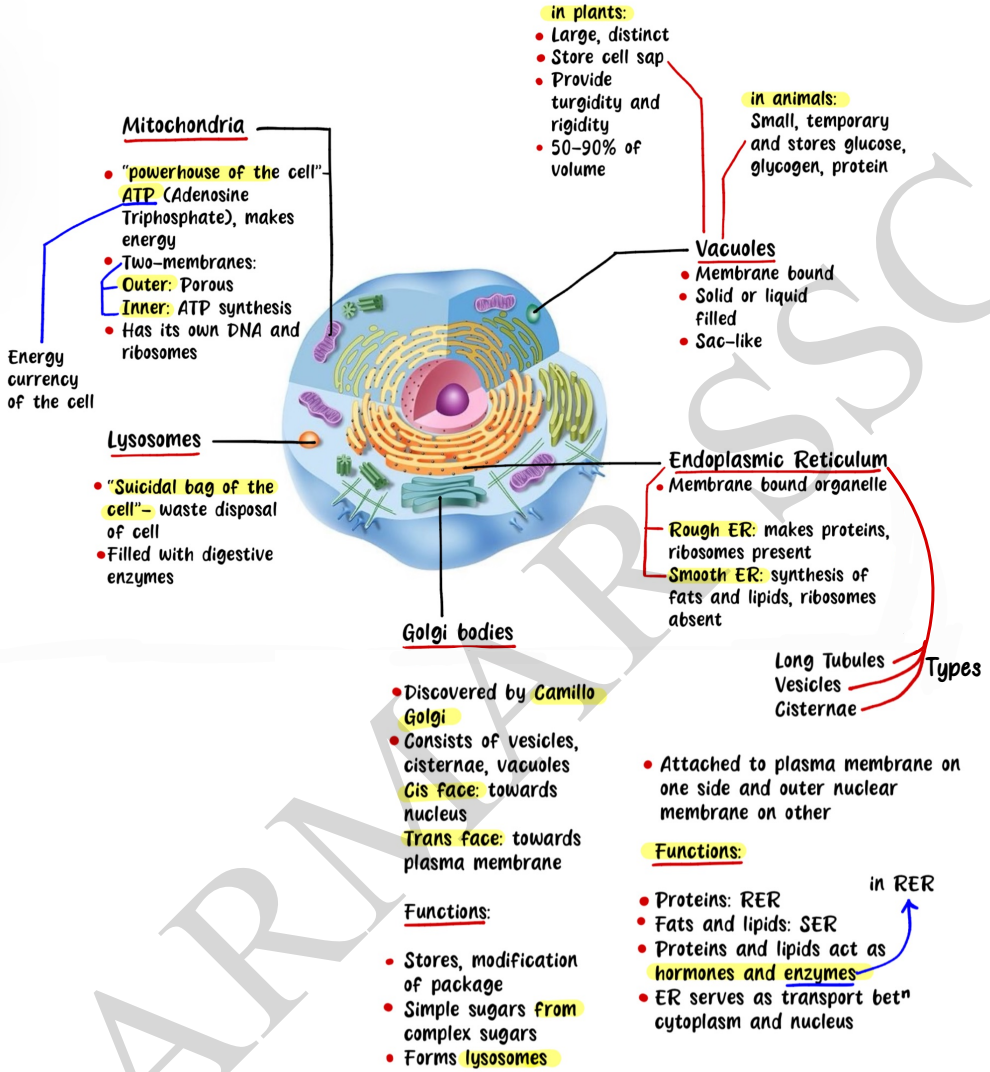 in plants:
• Large, distinct
• Store cell sap
• Provide
turgidity and
rigidity
• 50-90% of
volume
in animals:
Small, temporary
and stores glucose,
glycogen, protein
Mitochondria
• "powerhouse of the cell"-
ATP (Adenosine
Triphosphate), makes
energy
• Two-membranes:
Outer: Porous
Inner: ATP synthesis
• Has its own DNA and
ribosomes
Energy
currency
of the cell
Vacuoles
• Membrane bound
• Solid or liquid
filled
• Sac-like
Lysosomes
• "Suicidal bag of the
cell"- waste disposal
of cell
• Filled with digestive
enzymes
Endoplasmic Reticulum
• Membrane bound organelle
Rough ER: makes proteins,
ribosomes present
Smooth ER: synthesis of
fats and lipids, ribosomes
absent
Long Tubules
Vesicles
Cisternae
Types
Golgi bodies
• Discovered by Camillo
Golgi
• Consists of vesicles,
cisternae, vacuoles
Cis face: towards
nucleus
Trans face: towards
plasma membrane
Functions:
• Stores, modification
of package
• Simple sugars from
complex sugars
• Forms lysosomes
• Attached to plasma membrane on
one side and outer nuclear
membrane on other
Functions:
in RER
• Proteins: RER
• Fats and lipids: SER
• Proteins and lipids act as
hormones and enzymes
• ER serves as transport betⁿ
cytoplasm and nucleus
ARMAR SSC